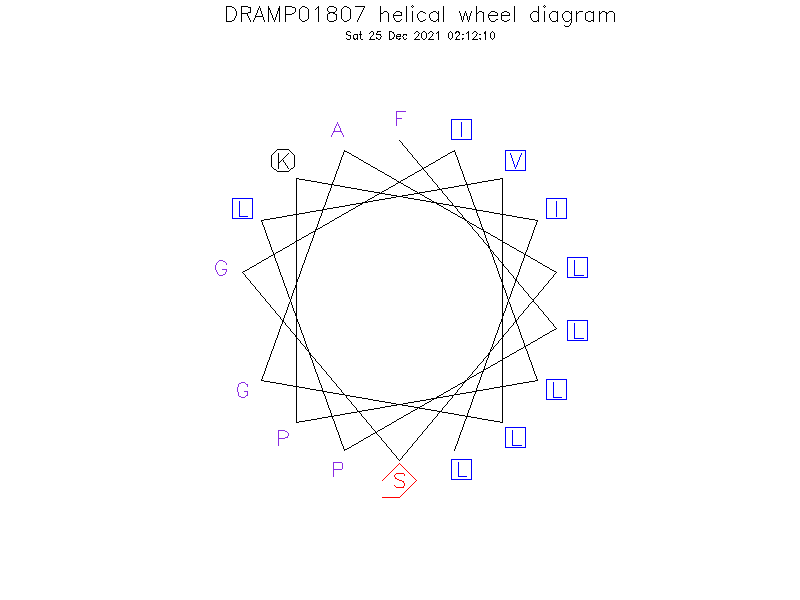 DRAMP01807 helical wheel diagram
Sat 25 Dec 2021 02:12:10
F
A I
K V
L I
G L
L
G L
P L
P L
S